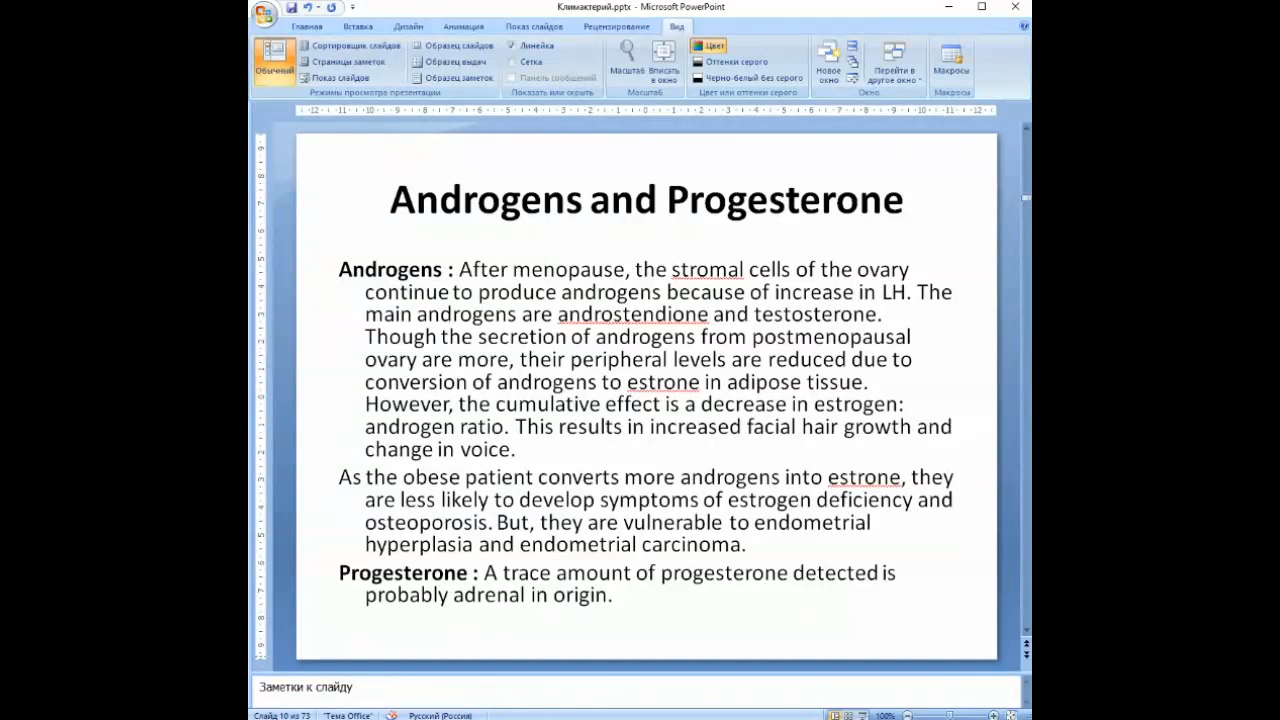 Климактерий.pptx - Microsoft PowerPoint
Главная Вставка Дизайн Анимация Показ слайдов Рецензирование Вид
Обычный
Сортировщик слайдов
Страницы заметок
Показ слайдов
Режимы просмотра презентации
Образец слайдов
Образец выдач
Образец заметок
Линейка
Сетка
Панель сообщений
Показать или скрыть
Масштаб
Вписать
в окно
Масштаб
Цвет
Оттенки серого
Черно-белый без серого
Цвет или оттенки серого
Новое
окно
Перейти в
другое окно
Окно
Макросы
Макросы
Androgens and Progesterone
Androgens : After menopause, the stromal cells of the ovary
continue to produce androgens because of increase in LH. The
main androgens are androstendione and testosterone.
Though the secretion of androgens from postmenopausal
ovary are more, their peripheral levels are reduced due to
conversion of androgens to estrone in adipose tissue.
However, the cumulative effect is a decrease in estrogen:
androgen ratio. This results in increased facial hair growth and
change in voice.
As the obese patient converts more androgens into estrone, they
are less likely to develop symptoms of estrogen deficiency and
osteoporosis. But, they are vulnerable to endometrial
hyperplasia and endometrial carcinoma.
Progesterone : A trace amount of progesterone detected is
probably adrenal in origin.
Заметки к слайду
Слайд 10 из 73 "Тема Office" Русский (Россия) 100%